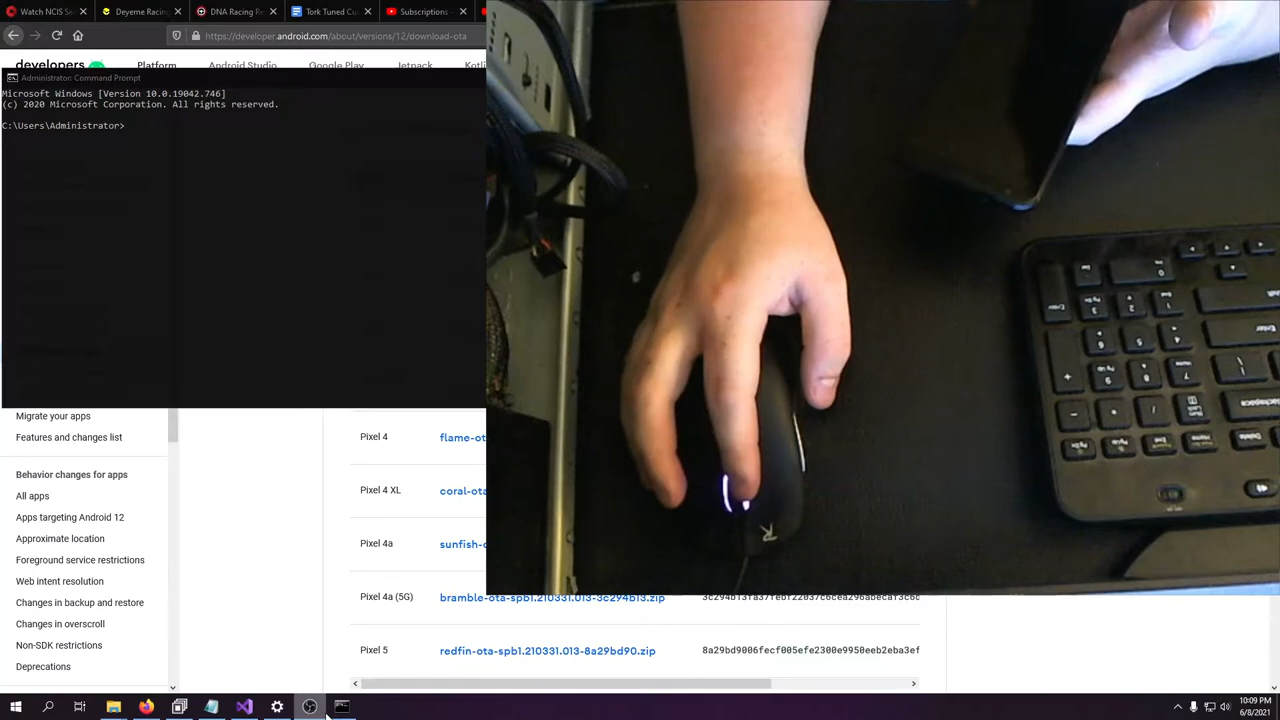 Watch NCIS Se
Deyeme Racin
DNA Racing Re
Tork Tuned Cu
Subscriptions -
https://developer.android.com/about/versions/12/download-ota
developers
Platform
Android Studio
Google Play
Jetpack
Kotlin
Administrator: Command Prompt
Microsoft Windows [Version 10.0.19042.746]
(c) 2020 Microsoft Corporation. All rights reserved.
C:\Users\Administrator>
Migrate your apps
Features and changes list
Behavior changes for apps
All apps
Apps targeting Android 12
Approximate location
Foreground service restrictions
Web intent resolution
Changes in backup and restore
Changes in overscroll
Non-SDK restrictions
Deprecations
Pixel 4
flame-ot
Pixel 4 XL
coral-ota
Pixel 4a
sunfish-
Pixel 4a (5G)
bramble-ota-spb1.210331.013-3c294b13.zip
Pixel 5
redfin-ota-spb1.210331.013-8a29bd90.zip
8a29bd9006fecf005efe2300e9950eeb2eba3ef
10:09 PM
6/8/2021